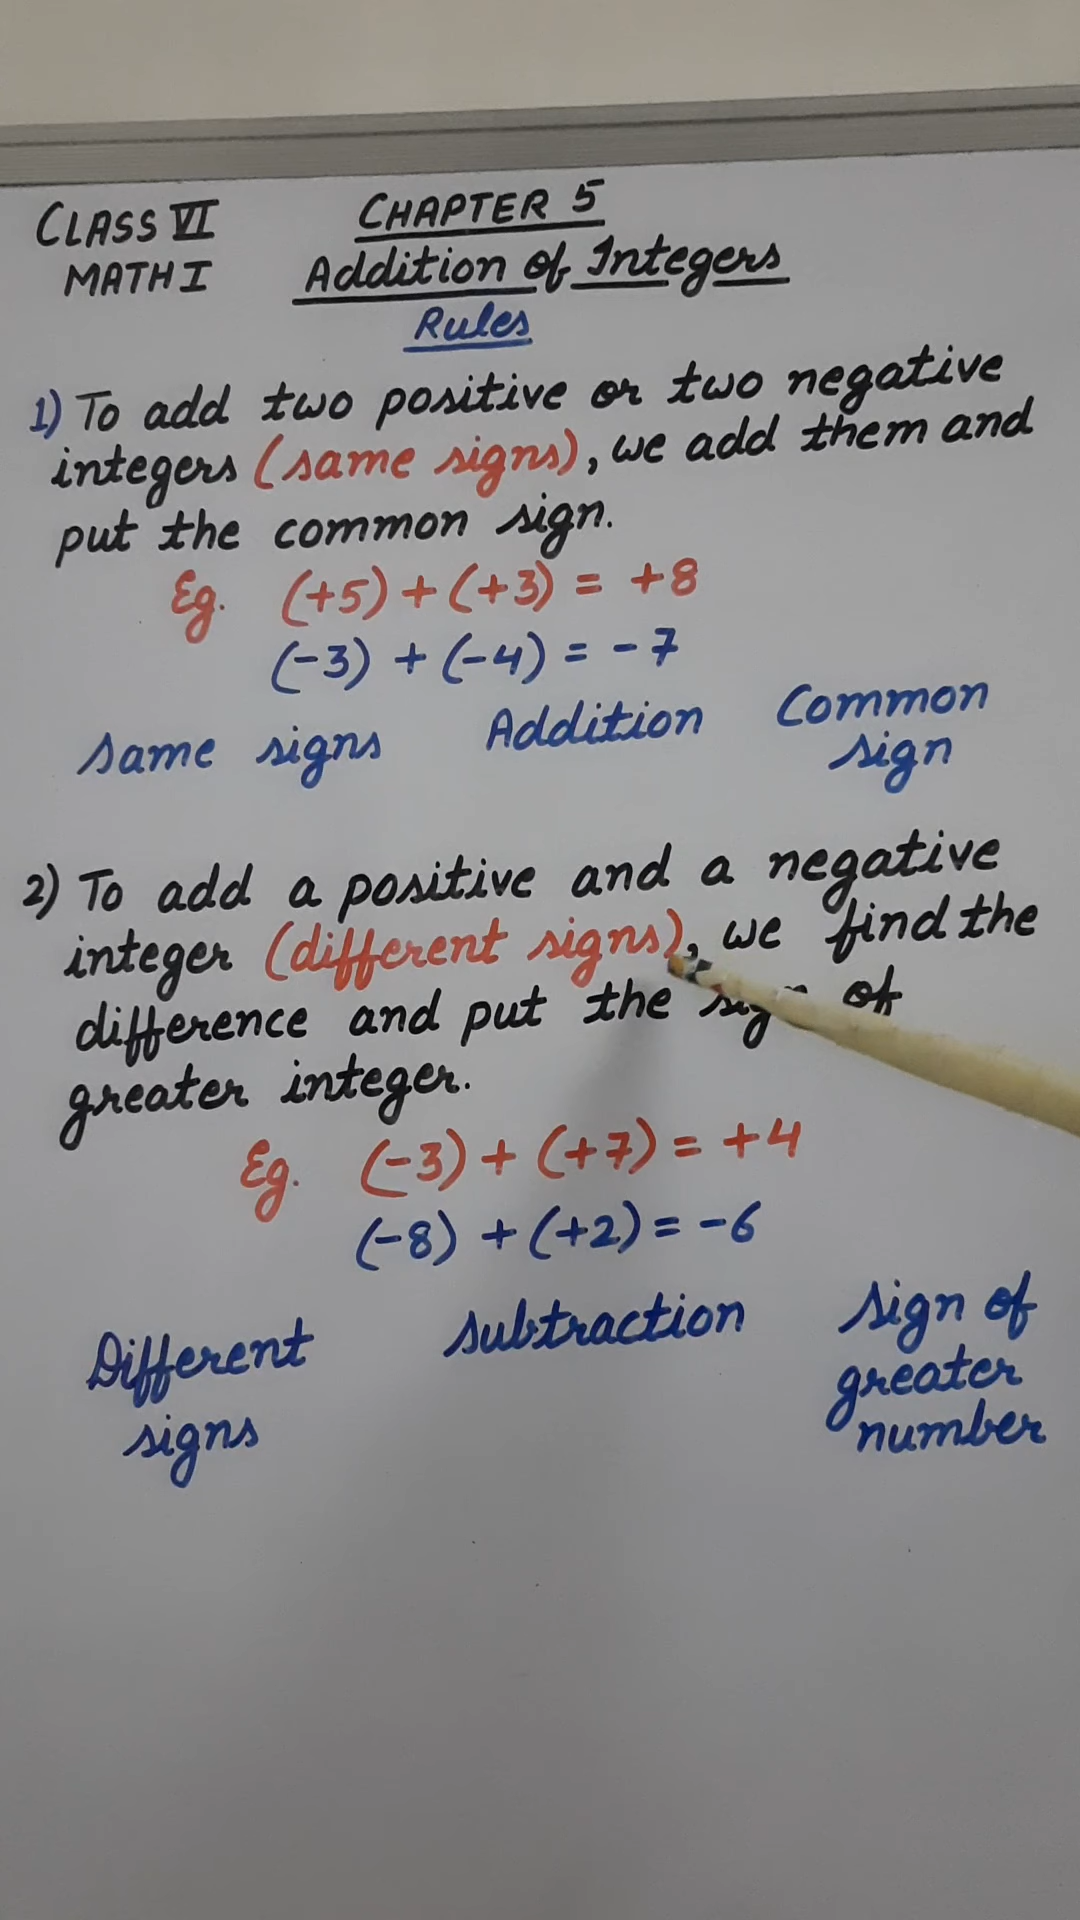 CLASS VI
MATH I
CHAPTER 5
Addition of Integers
Rules
1) To add two positive or two negative
integers (same signs), we add them and
put the common sign.
Eg. (+5) + (+3) = +8
(-3) + (-4) = -7
same signs Addition Common
sign
2) To add a positive and a negative
integer (different signs), we find the
difference and put the sign of
greater integer.
Eg. (-3) + (+7) = +4
(-8) + (+2) = -6
Different
signs
subtraction
sign of
greater
number